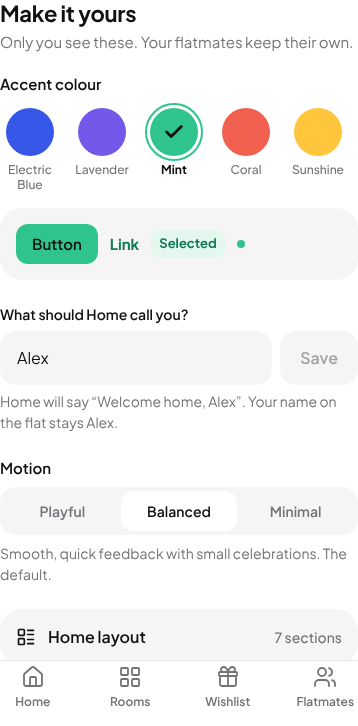 Make it yours
Only you see these. Your flatmates keep their own.
Accent colour
Electric
Blue
Lavender
Mint
Coral
Sunshine
Button
Link
Selected
What should Home call you?
Alex
Save
Home will say “Welcome home, Alex”. Your name on
the flat stays Alex.
Motion
Playful
Balanced
Minimal
Smooth, quick feedback with small celebrations. The
default.
Home layout
7 sections
Home
Rooms
Wishlist
Flatmates